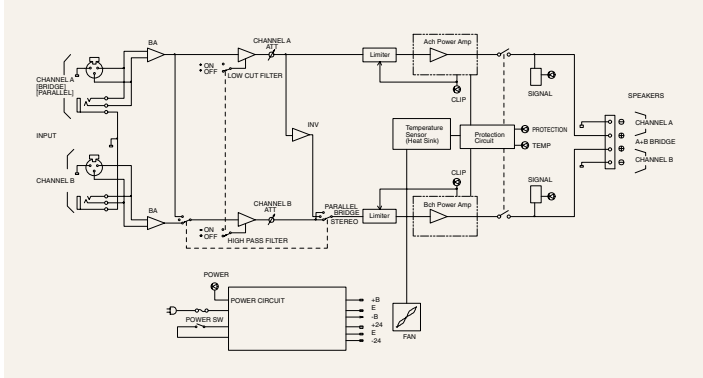 BA
CHANNEL A
ATT
ON
OFF
LOW CUT FILTER
CHANNEL A
[BRIDGE]
[PARALLEL]
INPUT
CHANNEL B
BA
INV
Limiter
Ach Power Amp
CLIP
SIGNAL
SPEAKERS
CHANNEL A
A+B BRIDGE
CHANNEL B
Temperature
Sensor
(Heat Sink)
Protection
Circuit
PROTECTION
TEMP
CLIP
SIGNAL
CHANNEL B
ATT
ON
OFF
HIGH PASS FILTER
PARALLEL
BRIDGE
STEREO
Limiter
Bch Power Amp
POWER
POWER CIRCUIT
POWER SW
+B
E
-B
+24
E
-24
FAN